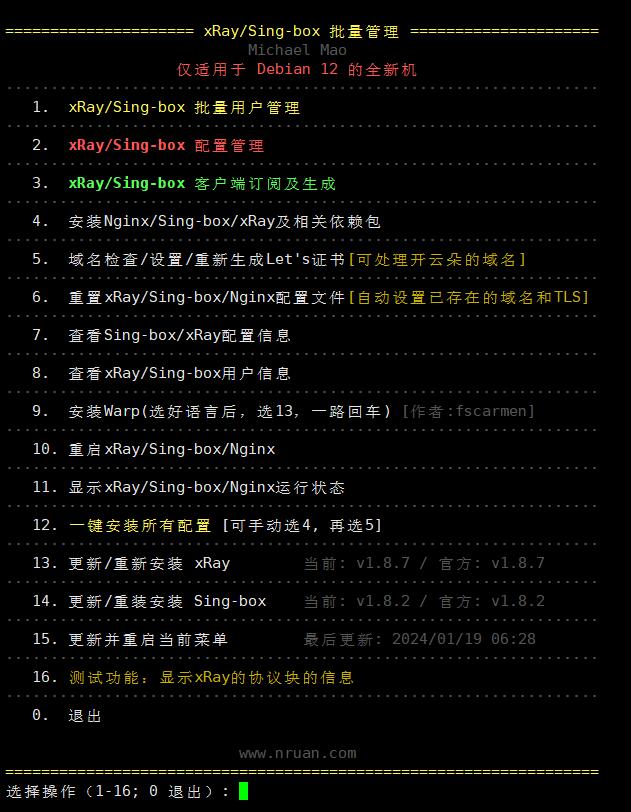 ===================== xRay/Sing-box 批量管理 =====================
Michael Mao
仅适用于 Debian 12 的全新机
1. xRay/Sing-box 批量用户管理
2. xRay/Sing-box 配置管理
3. xRay/Sing-box 客户端订阅及生成
4. 安装Nginx/Sing-box/xRay及相关依赖包
5. 域名检查/设置/重新生成Let's证书[可处理开云朵的域名]
6. 重置xRay/Sing-box/Nginx配置文件[自动设置已存在的域名和TLS]
7. 查看Sing-box/xRay配置信息
8. 查看xRay/Sing-box用户信息
9. 安装Warp(选好语言后，选13，一路回车) [作者:fscarmen]
10. 重启xRay/Sing-box/Nginx
11. 显示xRay/Sing-box/Nginx运行状态
12. 一键安装所有配置 [可手动选4, 再选5]
13. 更新/重新安装 xRay 当前: v1.8.7 / 官方: v1.8.7
14. 更新/重装安装 Sing-box 当前: v1.8.2 / 官方: v1.8.2
15. 更新并重启当前菜单 最后更新: 2024/01/19 06:28
16. 测试功能：显示xRay的协议块的信息
0. 退出
www.nruan.com
==================================================================
选择操作（1-16; 0 退出）: